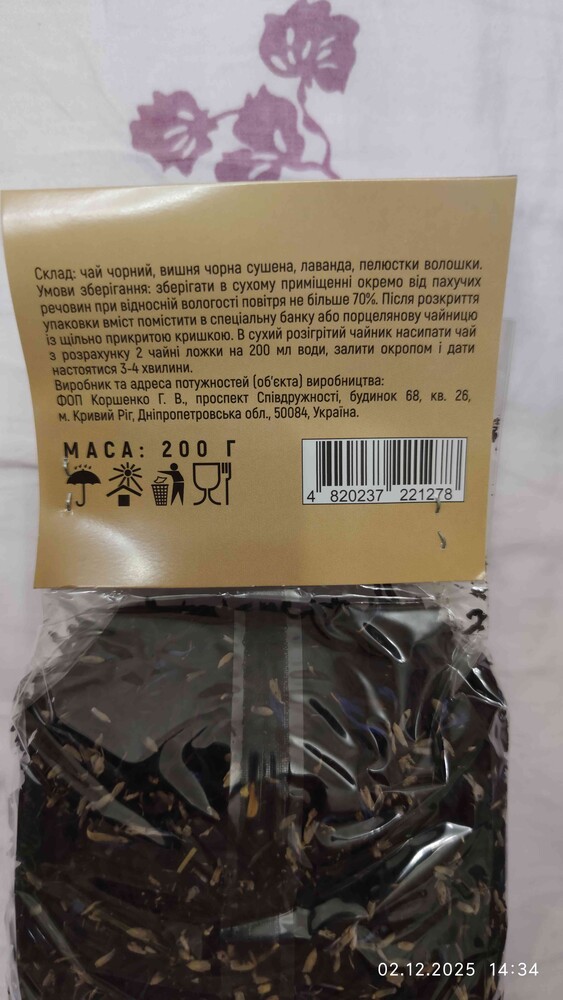 Склад: чай чорний, вишня чорна сушена, лаванда, пелюстки волошки.
Умови зберігання: зберігати в сухому приміщенні окремо від пахучих
речовин при відносній вологості повітря не більше 70%. Після розкриття
упаковки вміст помістити в спеціальну банку або порцелянову чайницю
із щільно прикритою кришкою. В сухий розігрітий чайник насипати чай
з розрахунку 2 чайні ложки на 200 мл води, залити окропом і дати
настоятися 3-4 хвилини.
Виробник та адреса потужностей (об'єкта) виробництва:
ФОП Коршенко Г. В., проспект Співдружності, будинок 68, кв. 26,
м. Кривий Ріг, Дніпропетровська обл., 50084, Україна.
МАСА: 200 Г
4 820237 221278
02.12.2025 14:34